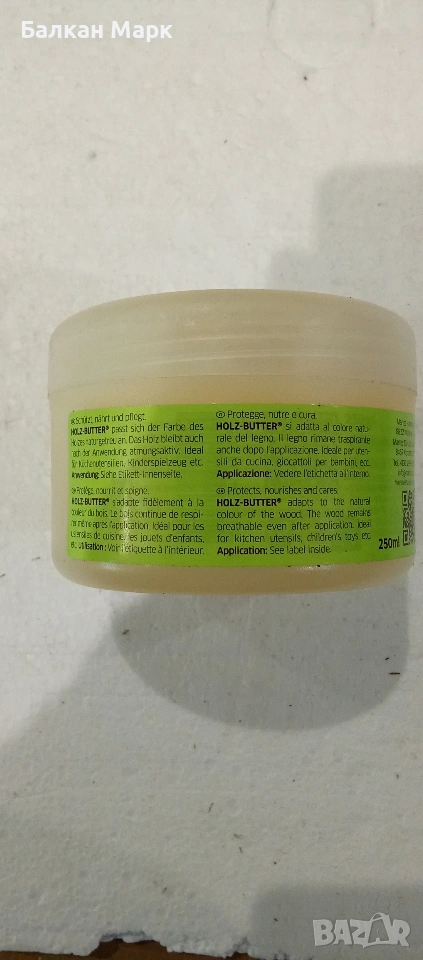 Балкан Марк
Schützt, nährt und pflegt.
HOLZ-BUTTER® passt sich der Farbe des
Holzes naturgetreu an. Das Holz bleibt auch
nach der Anwendung atmungsaktiv. Ideal
für Küchenutensilien, Kinderspielzeug etc.
Anwendung: Siehe Etikett-Innenseite.
Protège, nourrit et soigne.
HOLZ-BUTTER® s'adapte fidèlement à la
couleur du bois. Le bois continue de respi-
rer même après l'application. Idéal pour les
ustensiles de cuisine, les jouets d'enfants,
etc. Utilisation : Voir l'étiquette à l'intérieur.
Protegge, nutre e cura.
HOLZ-BUTTER® si adatta al colore natu-
rale del legno. Il legno rimane traspirante
anche dopo l'applicazione. Ideale per uten-
sili da cucina, giocattoli per bambini, ecc.
Applicazione: Vedere l'etichetta all'interno.
Protects, nourishes and cares.
HOLZ-BUTTER® adapts to the natural
colour of the wood. The wood remains
breathable even after application. Ideal
for kitchen utensils, children's toys etc.
Application: See label inside.
250ml
BAZAR